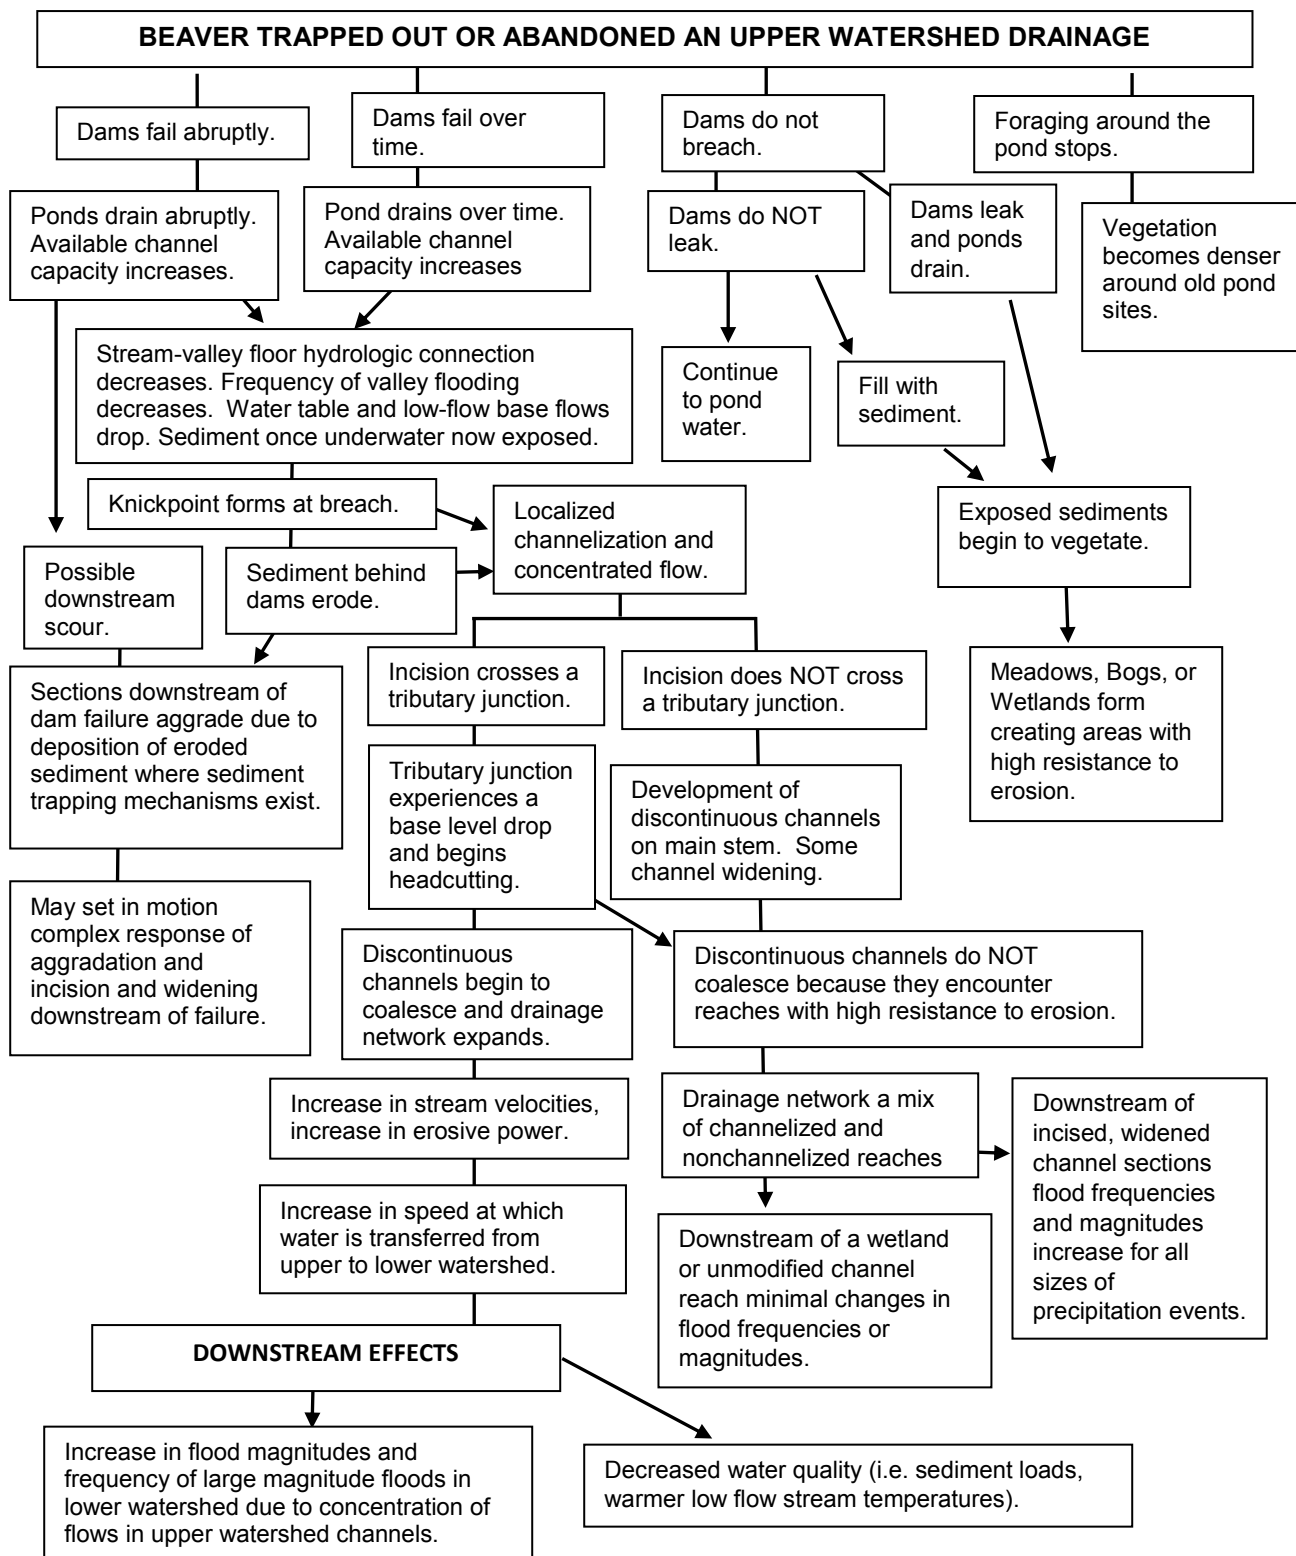 BEAVER TRAPPED OUT OR ABANDONED AN UPPER WATERSHED DRAINAGE
Dams fail abruptly.
Dams fail over
time.
Dams do not
breach.
Foraging around the
pond stops.
Ponds drain abruptly.
Available channel
capacity increases.
Pond drains over time.
Available channel
capacity increases
Dams do NOT
leak.
Dams leak
and ponds
drain.
Vegetation
becomes denser
around old pond
sites.
Stream-valley floor hydrologic connection
decreases. Frequency of valley flooding
decreases.  Water table and low-flow base flows
drop. Sediment once underwater now exposed.
Continue
to pond
water.
Fill with
sediment.
Knickpoint forms at breach.
Localized
channelization and
concentrated flow.
Exposed sediments
begin to vegetate.
Possible
downstream
scour.
Sediment behind
dams erode.
Incision crosses a
tributary junction.
Incision does NOT cross
a tributary junction.
Meadows, Bogs, or
Wetlands form
creating areas with
high resistance to
erosion.
Sections downstream of
dam failure aggrade due to
deposition of eroded
sediment where sediment
trapping mechanisms exist.
Tributary junction
experiences a
base level drop
and begins
headcutting.
Development of
discontinuous channels
on main stem.  Some
channel widening.
May set in motion
complex response of
aggradation and
incision and widening
downstream of failure.
Discontinuous
channels begin to
coalesce and drainage
network expands.
Discontinuous channels do NOT
coalesce because they encounter
reaches with high resistance to erosion.
Increase in stream velocities,
increase in erosive power.
Drainage network a mix
of channelized and
nonchannelized reaches
Downstream of
incised, widened
channel sections
flood frequencies
and magnitudes
increase for all
sizes of
precipitation events.
Increase in speed at which
water is transferred from
upper to lower watershed.
Downstream of a wetland
or unmodified channel
reach minimal changes in
flood frequencies or
magnitudes.
DOWNSTREAM EFFECTS
Increase in flood magnitudes and
frequency of large magnitude floods in
lower watershed due to concentration of
flows in upper watershed channels.
Decreased water quality (i.e. sediment loads,
warmer low flow stream temperatures).